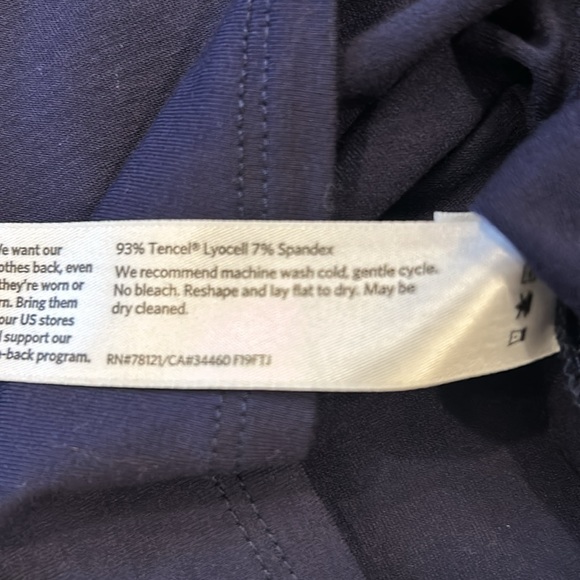 We want our
othes back, even
they're worn or
rn. Bring them
our US stores
support our
-back program.
93% Tencel® Lyocell 7% Spandex
We recommend machine wash cold, gentle cycle.
No bleach. Reshape and lay flat to dry. May be
dry cleaned.
RN#78121/CA#34460 F19FTJ